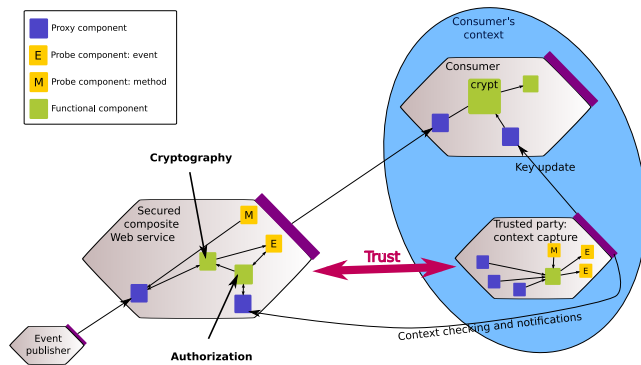 Proxy component
E Probe component: event
M Probe component: method
Functional component
Consumer's
context
Consumer
crypt
Key update
Cryptography
Secured
composite
Web service
M
E
Trust
Trusted party:
context capture
M
E
E
Context checking and notifications
Authorization
Event
publisher